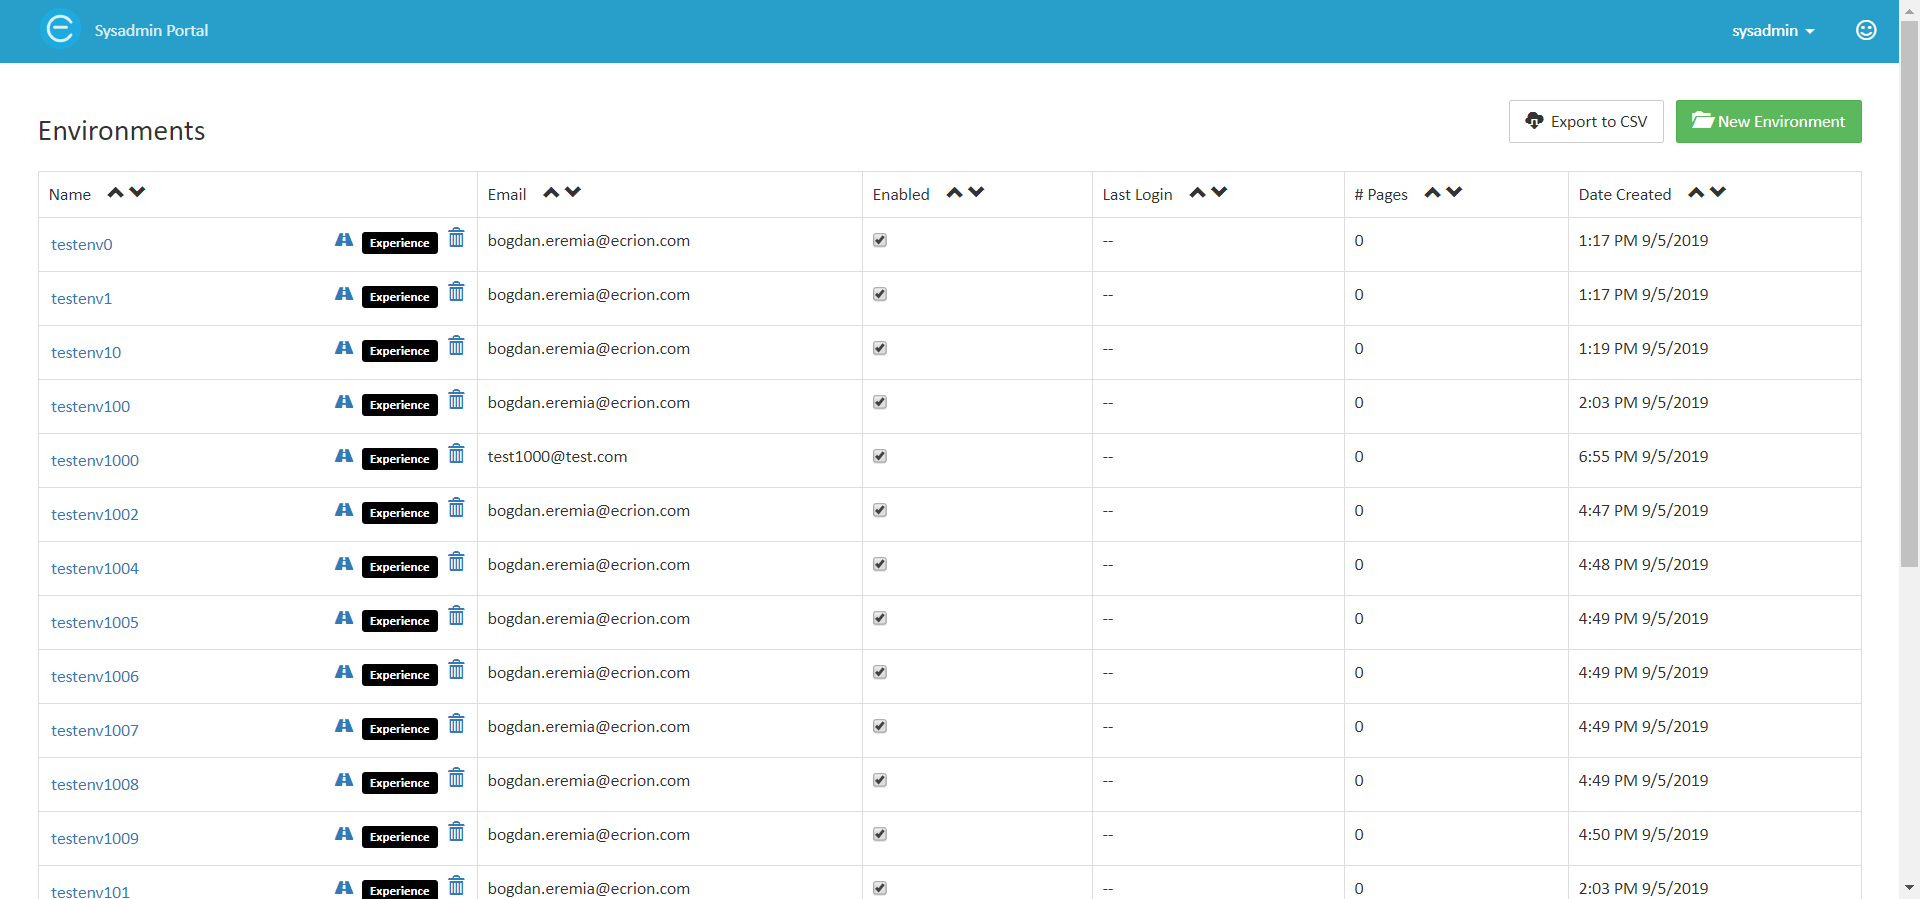 Sysadmin Portal sysadmin
Environments Export to CSV New Environment
Name Email Enabled Last Login # Pages Date Created
testenv0 Experience bogdan.eremia@ecrion.com -- 0 1:17 PM 9/5/2019
testenv1 Experience bogdan.eremia@ecrion.com -- 0 1:17 PM 9/5/2019
testenv10 Experience bogdan.eremia@ecrion.com -- 0 1:19 PM 9/5/2019
testenv100 Experience bogdan.eremia@ecrion.com -- 0 2:03 PM 9/5/2019
testenv1000 Experience test1000@test.com -- 0 6:55 PM 9/5/2019
testenv1002 Experience bogdan.eremia@ecrion.com -- 0 4:47 PM 9/5/2019
testenv1004 Experience bogdan.eremia@ecrion.com -- 0 4:48 PM 9/5/2019
testenv1005 Experience bogdan.eremia@ecrion.com -- 0 4:49 PM 9/5/2019
testenv1006 Experience bogdan.eremia@ecrion.com -- 0 4:49 PM 9/5/2019
testenv1007 Experience bogdan.eremia@ecrion.com -- 0 4:49 PM 9/5/2019
testenv1008 Experience bogdan.eremia@ecrion.com -- 0 4:49 PM 9/5/2019
testenv1009 Experience bogdan.eremia@ecrion.com -- 0 4:50 PM 9/5/2019
testenv101 Experience bogdan.eremia@ecrion.com -- 0 2:03 PM 9/5/2019